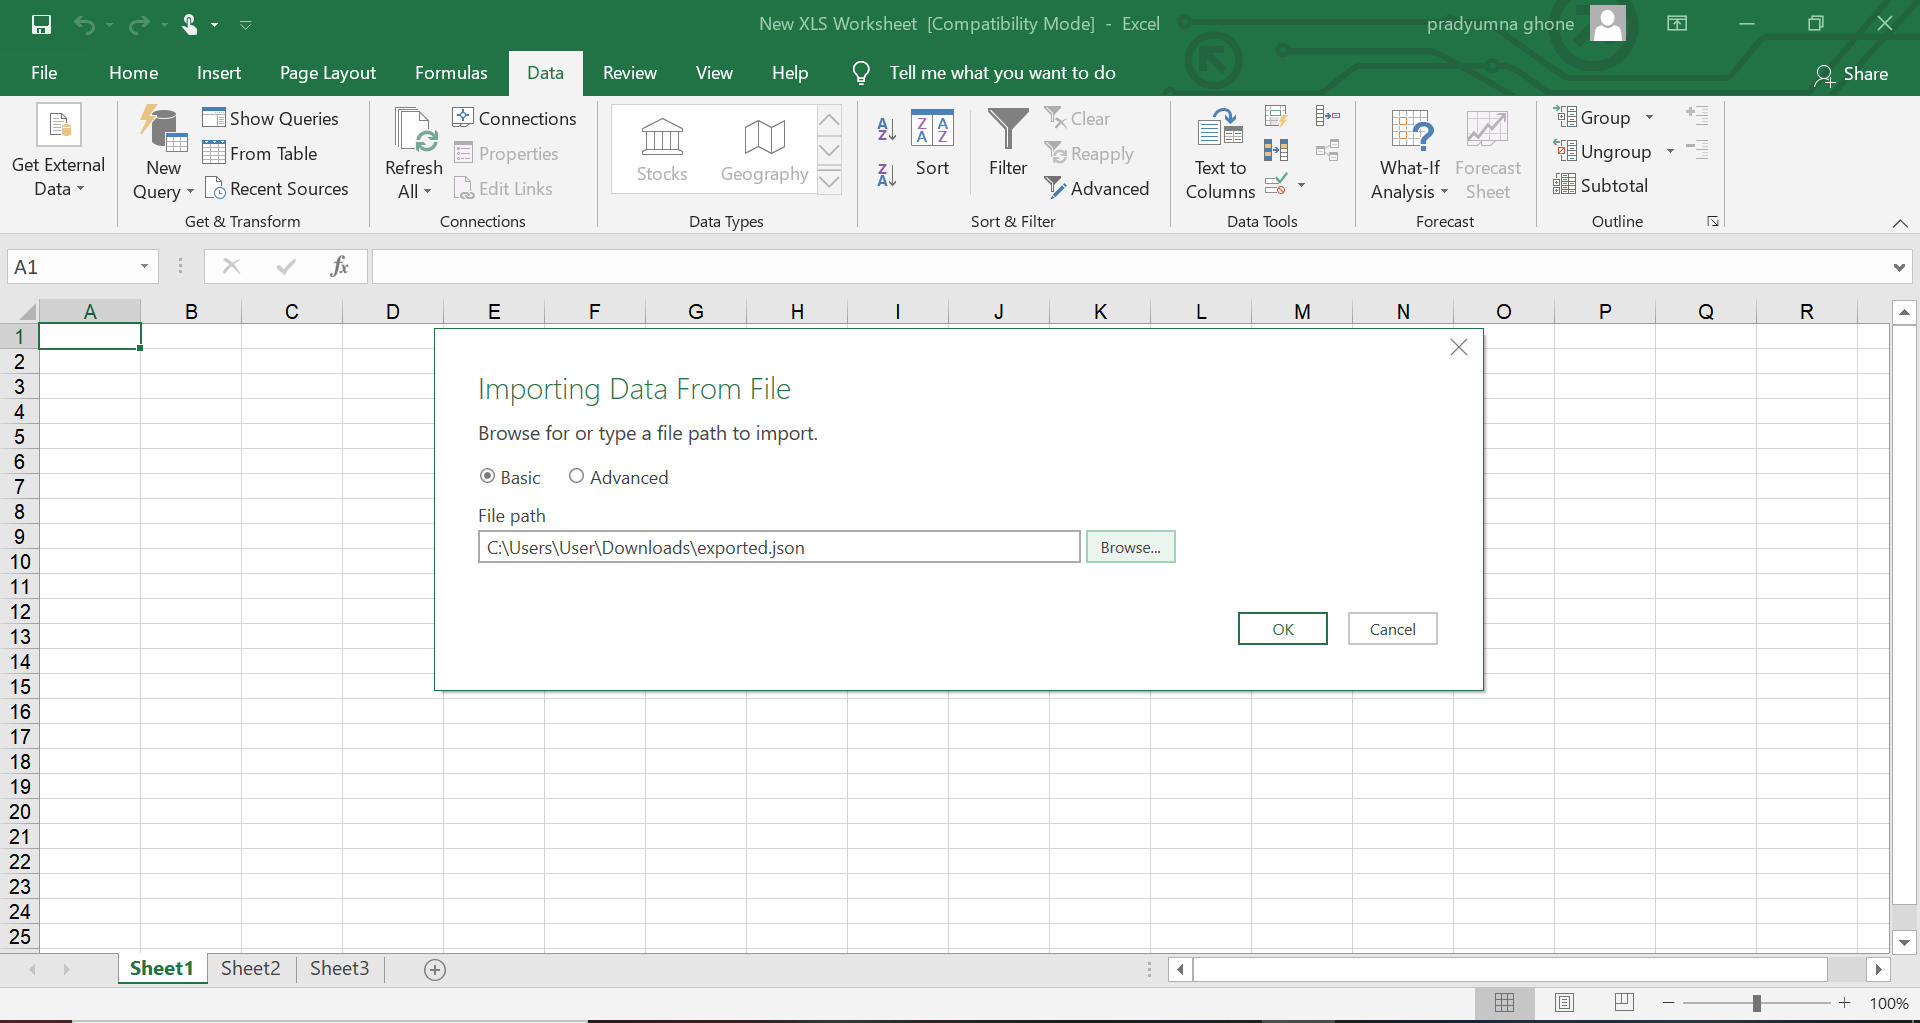 New XLS Worksheet [Compatibility Mode] - Excel
pradyumna ghone
File Home Insert Page Layout Formulas Data Review View Help Tell me what you want to do Share
Get External Data
New Query
Show Queries
From Table
Recent Sources
Get & Transform
Refresh All
Connections
Properties
Edit Links
Connections
Stocks
Geography
Data Types
A Z
Z A
Z A A Z
Sort
Filter
Clear
Reapply
Advanced
Sort & Filter
Text to Columns
Data Tools
What-If Analysis
Forecast Sheet
Forecast
Group
Ungroup
Subtotal
Outline
A1
fx
A B C D E F G H I J K L M N O P Q R
1
2
3
4
5
6
7
8
9
10
11
12
13
14
15
16
17
18
19
20
21
22
23
24
25
Importing Data From File
Browse for or type a file path to import.
Basic Advanced
File path
C:\Users\User\Downloads\exported.json Browse...
OK Cancel
Sheet1 Sheet2 Sheet3
100%